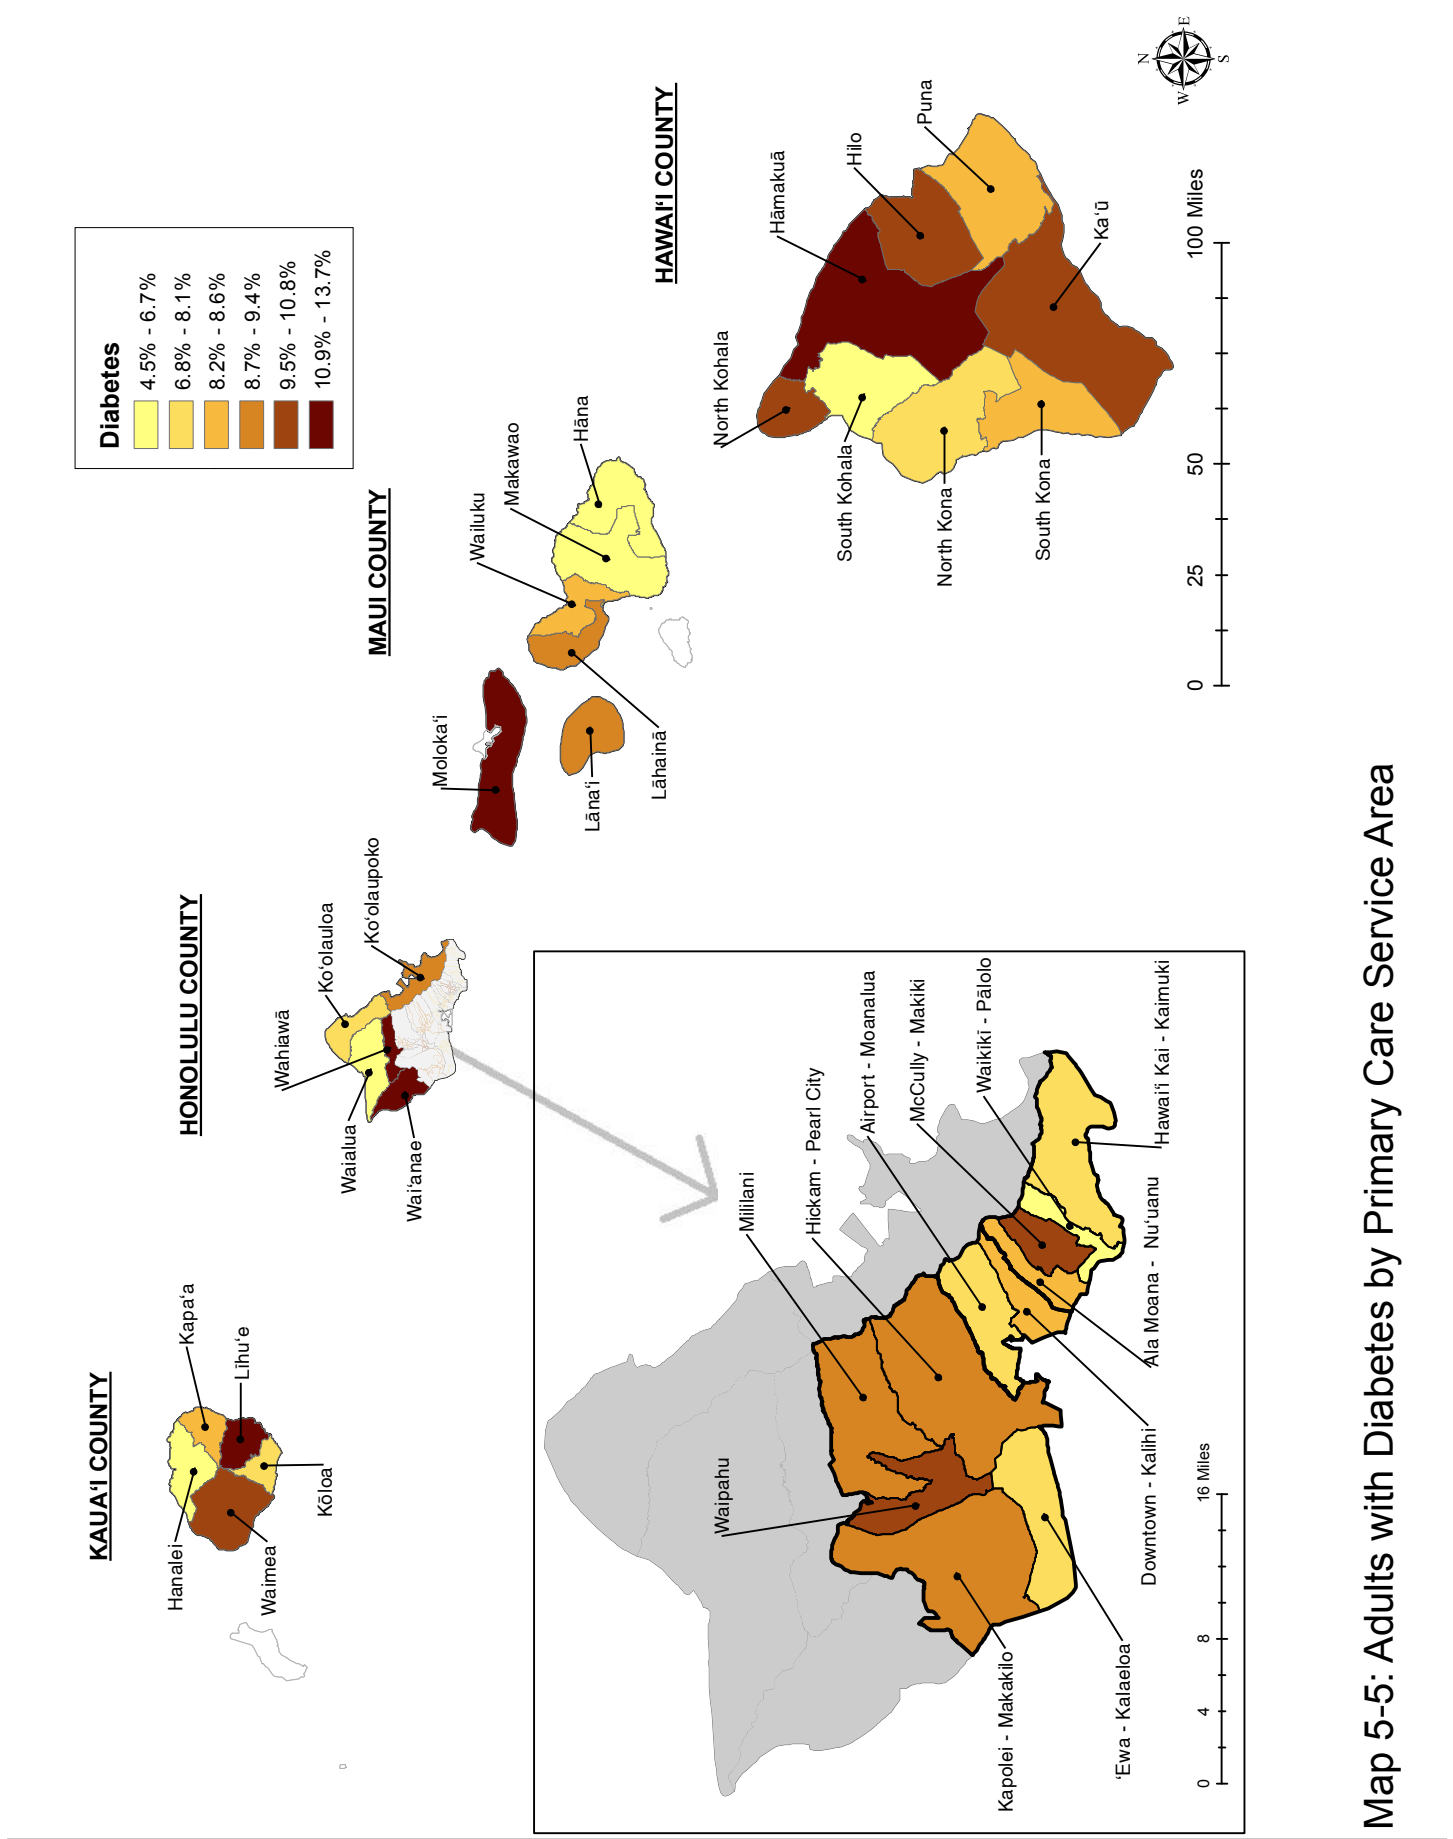 Diabetes
4.5% - 6.7%
6.8% - 8.1%
8.2% - 8.6%
8.7% - 9.4%
9.5% - 10.8%
10.9% - 13.7%
KAUAʻI COUNTY
Hanalei
Kapaʻa
Līhuʻe
Waimea
Kōloa
HONOLULU COUNTY
Wahiawā
Koʻolauloa
Koʻolaupoko
Waialua
Waiʻanae
MAUI COUNTY
Molokaʻi
Wailuku
Makawao
Hāna
Lānaʻi
Lāhainā
HAWAIʻI COUNTY
North Kohala
Hāmakuā
Hilo
Puna
South Kohala
North Kona
South Kona
Kaʻū
Waipahu
Mililani
Hickam - Pearl City
Airport - Moanalua
McCully - Makiki
Waikiki - Pālolo
Hawaiʻi Kai - Kaimuki
Ala Moana - Nuʻuanu
Downtown - Kalihi
Kapolei - Makakilo
ʻEwa - Kalaeloa
0 4 8 16 Miles
0 25 50 100 Miles
N
W E
S
Map 5-5: Adults with Diabetes by Primary Care Service Area